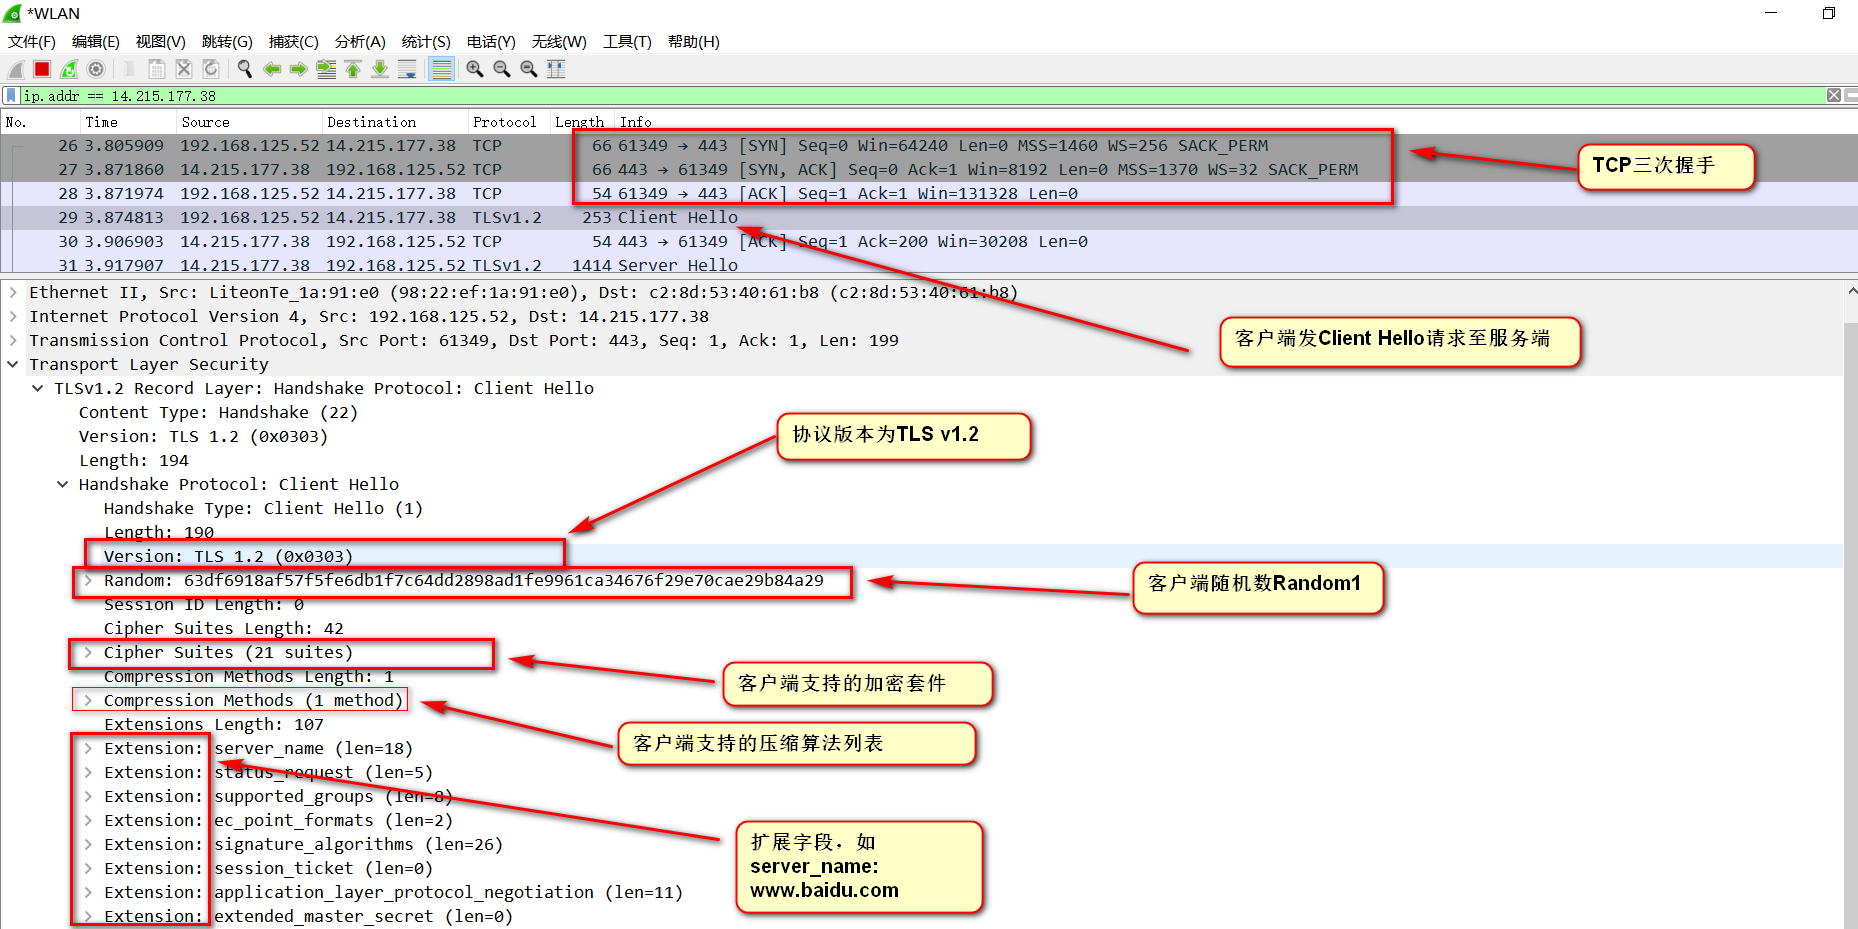 *WLAN
文件(F) 编辑(E) 视图(V) 跳转(G) 捕获(C) 分析(A) 统计(S) 电话(Y) 无线(W) 工具(T) 帮助(H)
ip.addr == 14.215.177.38
No. Time Source Destination Protocol Length Info
26 3.805909 192.168.125.52 14.215.177.38 TCP 66 61349 → 443 [SYN] Seq=0 Win=64240 Len=0 MSS=1460 WS=256 SACK_PERM
27 3.871860 14.215.177.38 192.168.125.52 TCP 66 443 → 61349 [SYN, ACK] Seq=0 Ack=1 Win=8192 Len=0 MSS=1370 WS=32 SACK_PERM
28 3.871974 192.168.125.52 14.215.177.38 TCP 54 61349 → 443 [ACK] Seq=1 Ack=1 Win=131328 Len=0
29 3.874813 192.168.125.52 14.215.177.38 TLSv1.2 253 Client Hello
30 3.906903 14.215.177.38 192.168.125.52 TCP 54 443 → 61349 [ACK] Seq=1 Ack=200 Win=30208 Len=0
31 3.917907 14.215.177.38 192.168.125.52 TLSv1.2 1414 Server Hello
TCP三次握手
Ethernet II, Src: LiteonTe_1a:91:e0 (98:22:ef:1a:91:e0), Dst: c2:8d:53:40:61:b8 (c2:8d:53:40:61:b8)
Internet Protocol Version 4, Src: 192.168.125.52, Dst: 14.215.177.38
Transmission Control Protocol, Src Port: 61349, Dst Port: 443, Seq: 1, Ack: 1, Len: 199
客户端发Client Hello请求至服务端
Transport Layer Security
TLSv1.2 Record Layer: Handshake Protocol: Client Hello
Content Type: Handshake (22)
Version: TLS 1.2 (0x0303)
协议版本为TLS v1.2
Length: 194
Handshake Protocol: Client Hello
Handshake Type: Client Hello (1)
Length: 190
Version: TLS 1.2 (0x0303)
Random: 63df6918af57f5fe6db1f7c64dd2898ad1fe9961ca34676f29e70cae29b84a29
客户端随机数Random1
Session ID Length: 0
Cipher Suites Length: 42
Cipher Suites (21 suites)
Compression Methods Length: 1
客户端支持的加密套件
Compression Methods (1 method)
Extensions Length: 107
客户端支持的压缩算法列表
Extension: server_name (len=18)
Extension: status_request (len=5)
Extension: supported_groups (len=8)
Extension: ec_point_formats (len=2)
Extension: signature_algorithms (len=26)
Extension: session_ticket (len=0)
Extension: application_layer_protocol_negotiation (len=11)
Extension: extended_master_secret (len=0)
扩展字段，如
server_name:
www.baidu.com